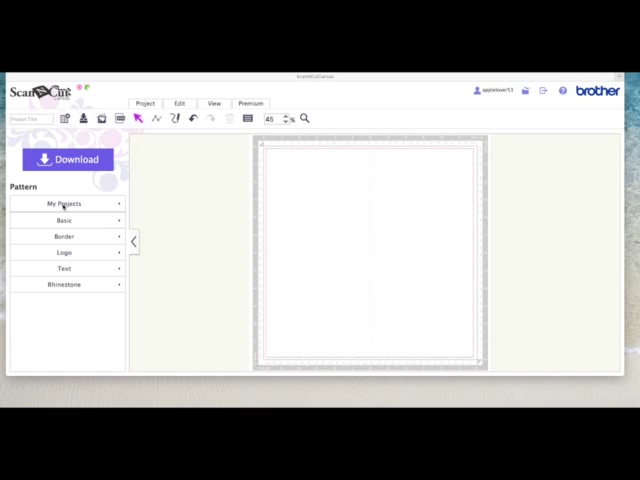 ScanNCutCanvas
ScanNCut
applelover53
brother
Project Edit View Premium
Project Title
45 %
Download
Pattern
My Projects
Basic
Border
Logo
Text
Rhinestone